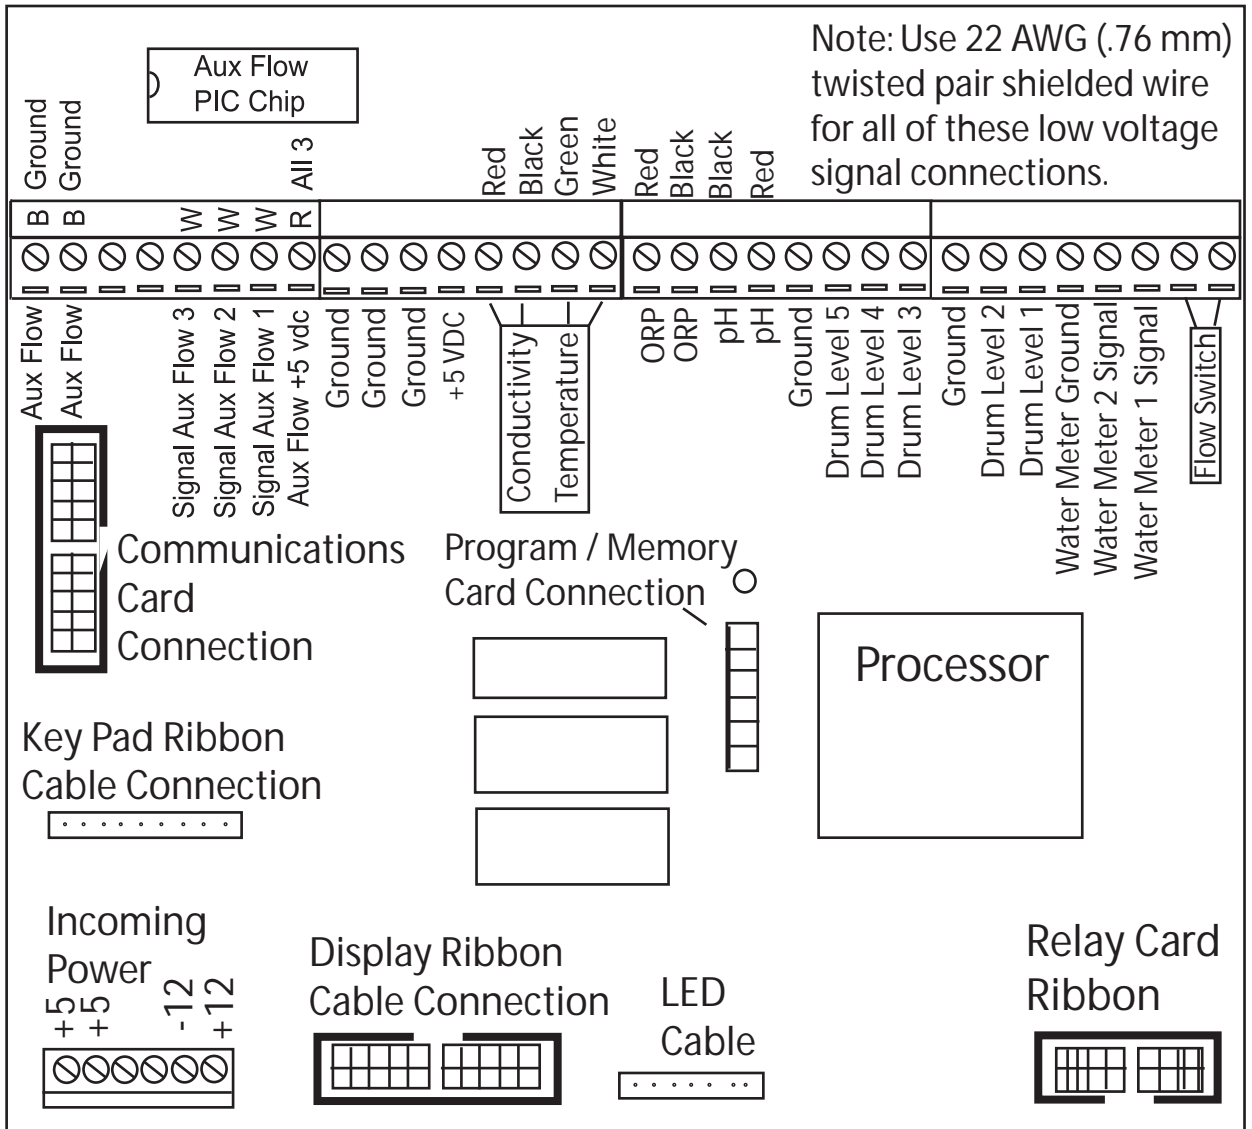 Note: Use 22 AWG (.76 mm)
twisted pair shielded wire
for all of these low voltage
signal connections.
Aux Flow
PIC Chip
Ground
Ground
All 3
Red
Black
Green
White
Red
Black
Black
Red
B
B
W
W
W
R
Aux Flow
Aux Flow
Signal Aux Flow 3
Signal Aux Flow 2
Signal Aux Flow 1
Aux Flow +5 vdc
Ground
Ground
Ground
+5 VDC
Conductivity
Temperature
ORP
ORP
pH
pH
Ground
Drum Level 5
Drum Level 4
Drum Level 3
Ground
Drum Level 2
Drum Level 1
Water Meter Ground
Water Meter 2 Signal
Water Meter 1 Signal
Flow Switch
Communications
Card
Connection
Program / Memory
Card Connection
Processor
Key Pad Ribbon
Cable Connection
Incoming
Power
+5
+5
-12
+12
Display Ribbon
Cable Connection
LED
Cable
Relay Card
Ribbon